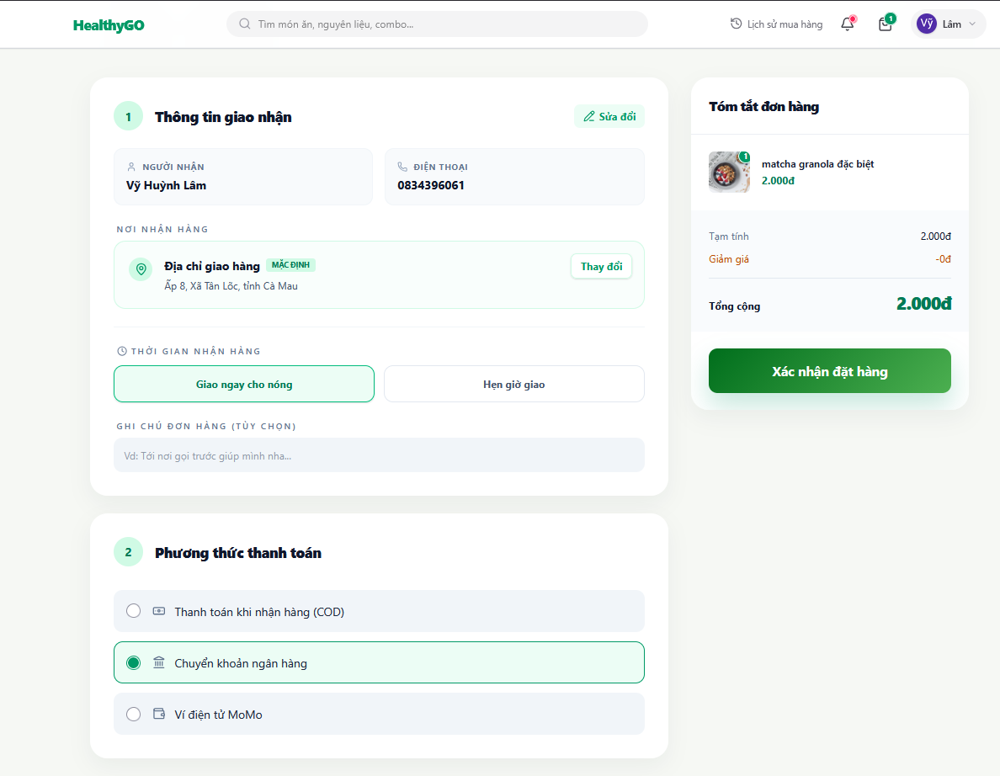 HealthyGO
Tìm món ăn, nguyên liệu, combo...
Lịch sử mua hàng
1
Vỹ
Lâm
1
Thông tin giao nhận
Sửa đổi
NGƯỜI NHẬN
Vỹ Huỳnh Lâm
ĐIỆN THOẠI
0834396061
NƠI NHẬN HÀNG
Địa chỉ giao hàng
MẶC ĐỊNH
Ấp 8, Xã Tân Lốc, tỉnh Cà Mau
Thay đổi
THỜI GIAN NHẬN HÀNG
Giao ngay cho nóng
Hẹn giờ giao
GHI CHÚ ĐƠN HÀNG (TÙY CHỌN)
Vd: Tới nơi gọi trước giúp mình nha...
2
Phương thức thanh toán
Thanh toán khi nhận hàng (COD)
Chuyển khoản ngân hàng
Ví điện tử MoMo
Tóm tắt đơn hàng
1
matcha granola đặc biệt
2.000đ
Tạm tính
2.000đ
Giảm giá
-0đ
Tổng cộng
2.000đ
Xác nhận đặt hàng